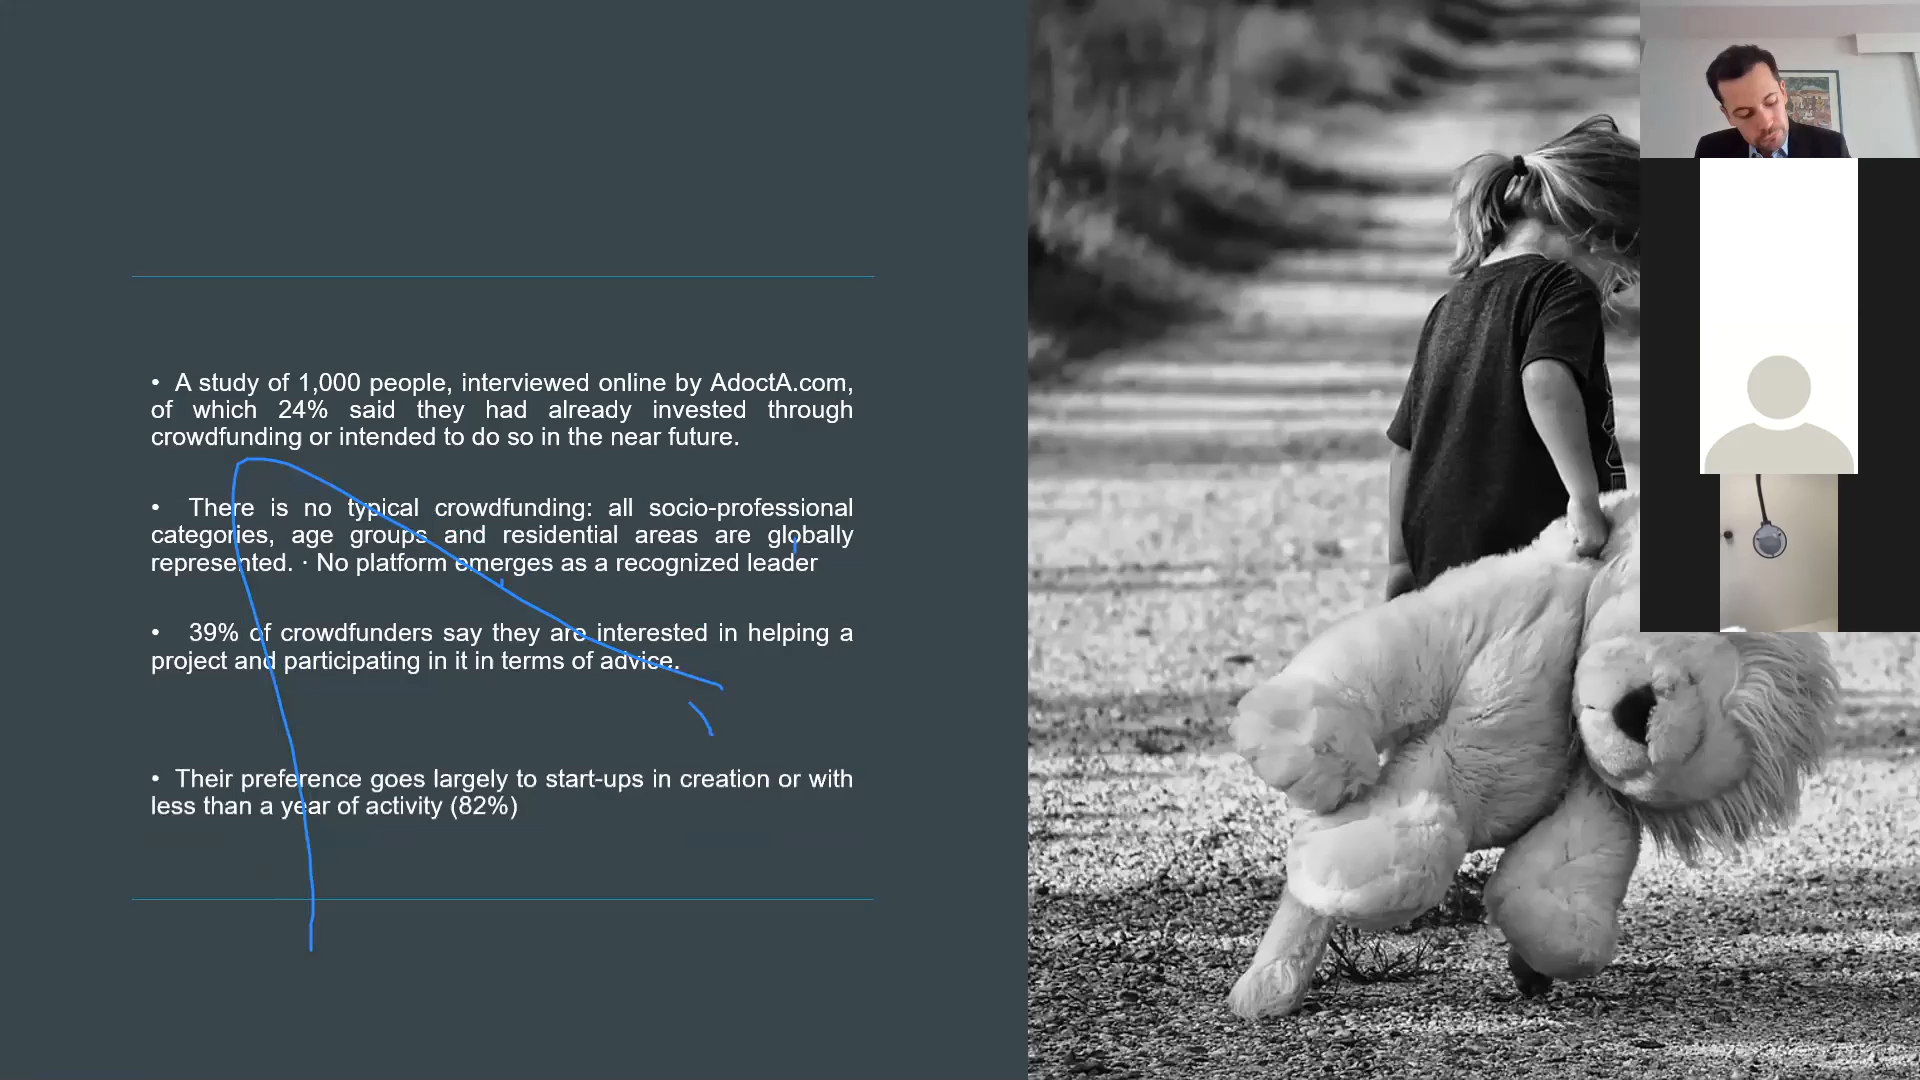 • A study of 1,000 people, interviewed online by AdoctA.com,
of which 24% said they had already invested through
crowdfunding or intended to do so in the near future.
• There is no typical crowdfunding: all socio-professional
categories, age groups and residential areas are globally
represented. · No platform emerges as a recognized leader
• 39% of crowdfunders say they are interested in helping a
project and participating in it in terms of advice.
• Their preference goes largely to start-ups in creation or with
less than a year of activity (82%)